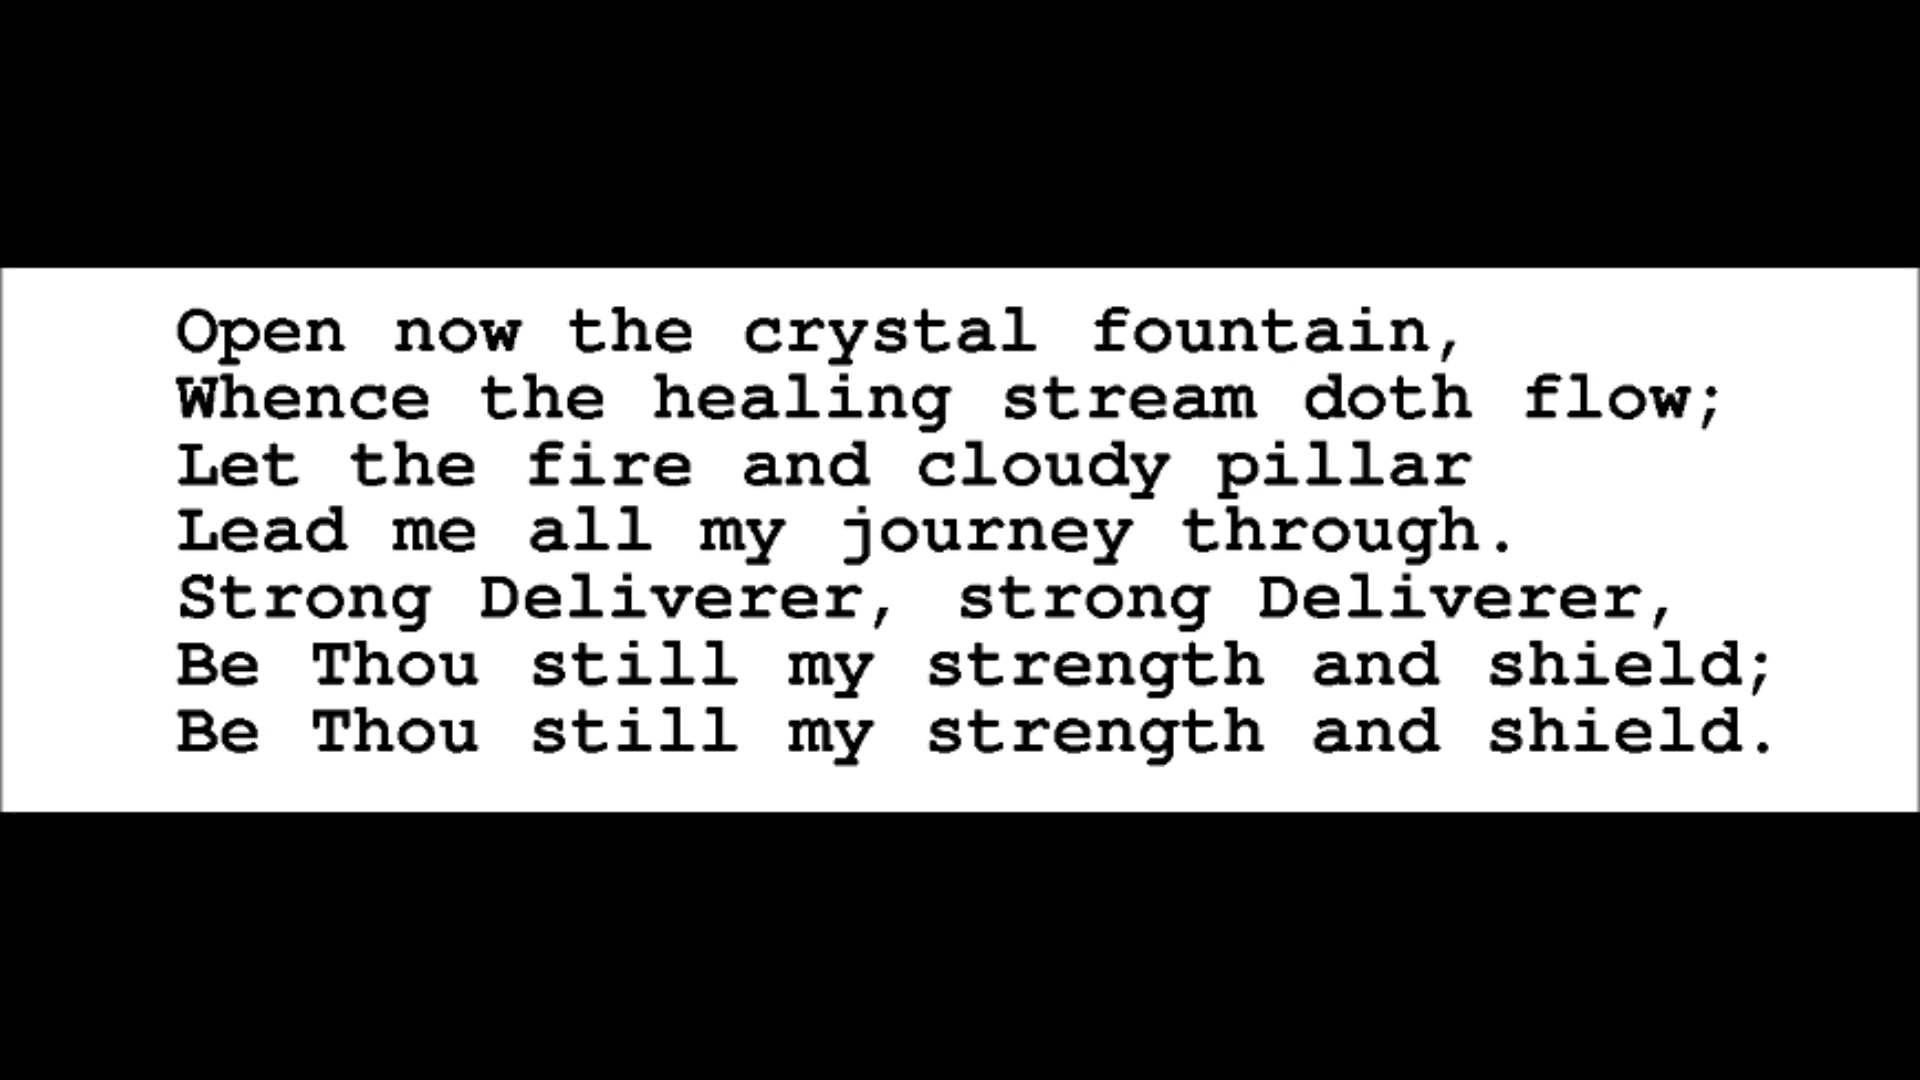 Open now the crystal fountain,
Whence the healing stream doth flow;
Let the fire and cloudy pillar
Lead me all my journey through.
Strong Deliverer, strong Deliverer,
Be Thou still my strength and shield;
Be Thou still my strength and shield.